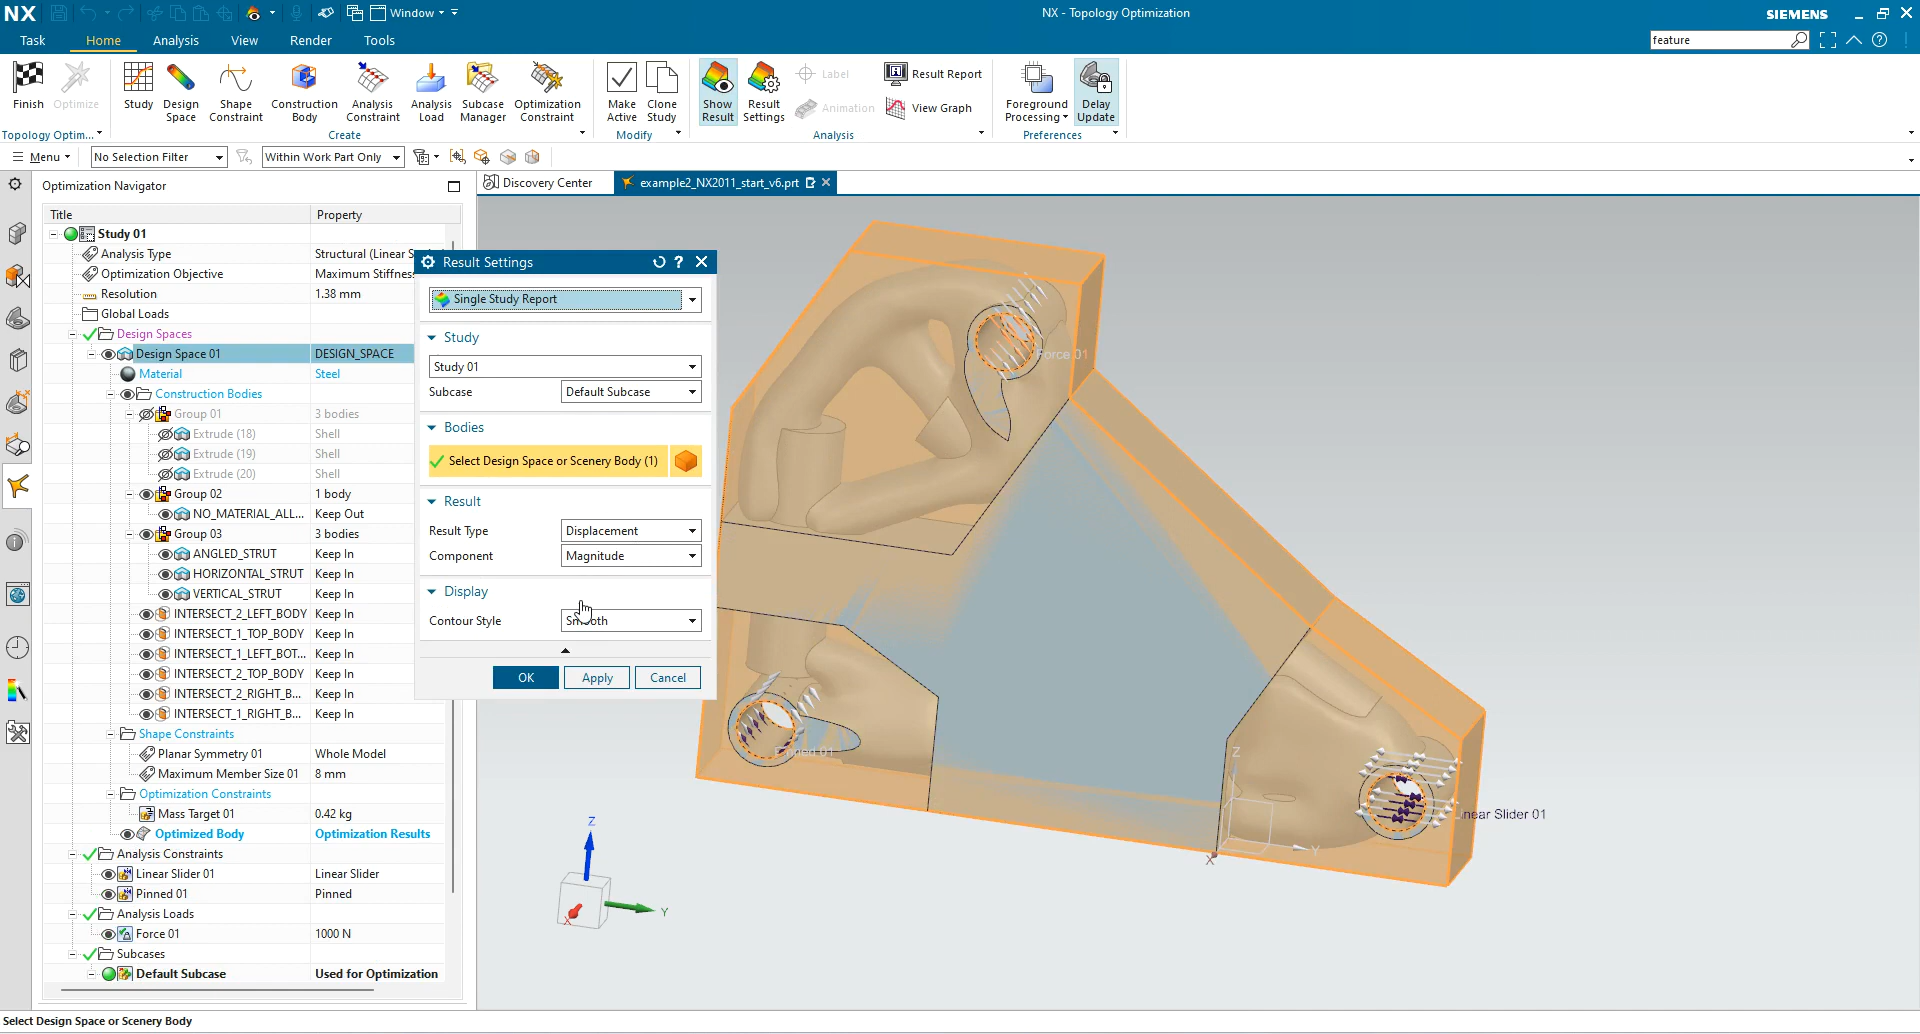 NX
Window
NX - Topology Optimization
SIEMENS
Task
Home
Analysis
View
Render
Tools
feature
Finish
Optimize
Study
Design Space
Shape Constraint
Construction Body
Analysis Constraint
Analysis Load
Subcase Manager
Optimization Constraint
Make Active
Clone Study
Show Result
Result Settings
Label
Animation
Result Report
View Graph
Foreground Processing
Delay Update
Topology Optim...
Create
Modify
Analysis
Preferences
Menu
No Selection Filter
Within Work Part Only
Optimization Navigator
Discovery Center
example2_NX2011_start_v6.prt
Title Property
Study 01
Analysis Type Structural (Linear S
Optimization Objective Maximum Stiffness
Resolution 1.38 mm
Global Loads
Design Spaces
Design Space 01 DESIGN_SPACE
Material Steel
Construction Bodies
Group 01 3 bodies
Extrude (18) Shell
Extrude (19) Shell
Extrude (20) Shell
Group 02 1 body
NO_MATERIAL_ALL... Keep Out
Group 03 3 bodies
ANGLED_STRUT Keep In
HORIZONTAL_STRUT Keep In
VERTICAL_STRUT Keep In
INTERSECT_2_LEFT_BODY Keep In
INTERSECT_1_TOP_BODY Keep In
INTERSECT_1_LEFT_BOT... Keep In
INTERSECT_2_TOP_BODY Keep In
INTERSECT_2_RIGHT_B... Keep In
INTERSECT_1_RIGHT_B... Keep In
Shape Constraints
Planar Symmetry 01 Whole Model
Maximum Member Size 01 8 mm
Optimization Constraints
Mass Target 01 0.42 kg
Optimized Body Optimization Results
Analysis Constraints
Linear Slider 01 Linear Slider
Pinned 01 Pinned
Analysis Loads
Force 01 1000 N
Subcases
Default Subcase Used for Optimization
Result Settings
Single Study Report
Study
Study 01
Subcase Default Subcase
Bodies
Select Design Space or Scenery Body (1)
Result
Result Type Displacement
Component Magnitude
Display
Contour Style Smooth
OK
Apply
Cancel
Force 01
Pinned 01
near Slider 01
Z
Y
X
Z
Y
X
Select Design Space or Scenery Body